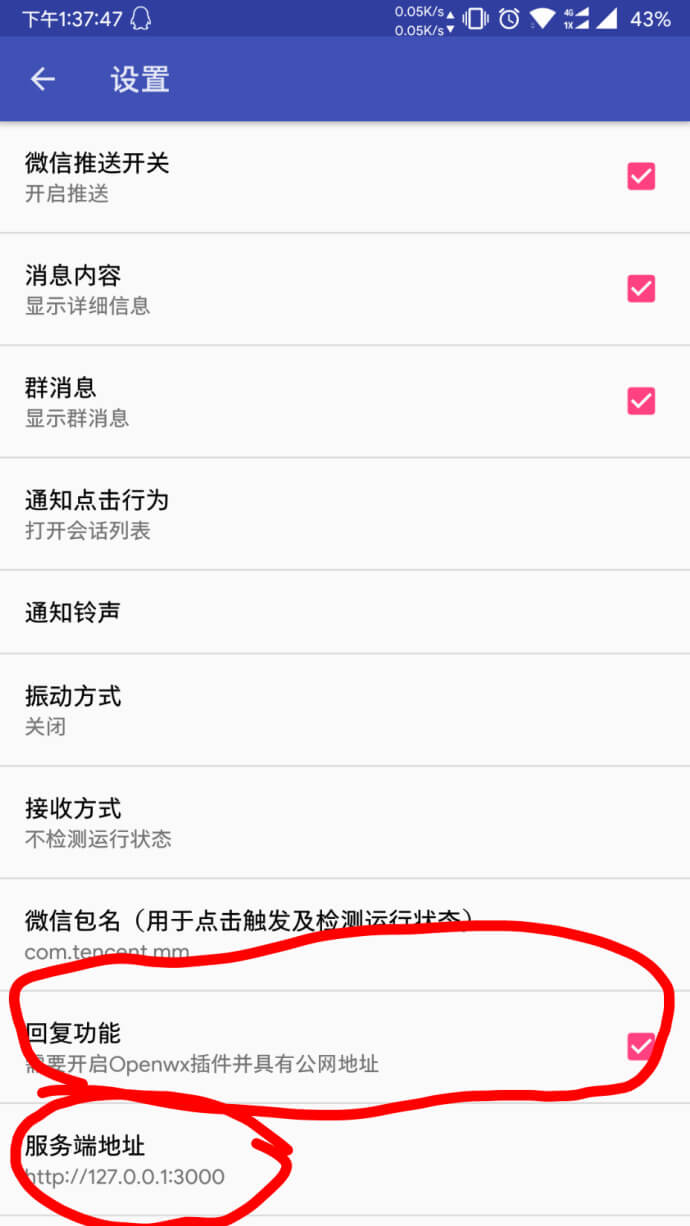 下午1:37:47
0.05K/s
0.05K/s
4G
1X
43%
设置
微信推送开关
开启推送
消息内容
显示详细信息
群消息
显示群消息
通知点击行为
打开会话列表
通知铃声
振动方式
关闭
接收方式
不检测运行状态
微信包名（用于点击触发及检测运行状态）
com.tencent.mm
回复功能
需要开启Openwx插件并具有公网地址
服务端地址
http://127.0.0.1:3000